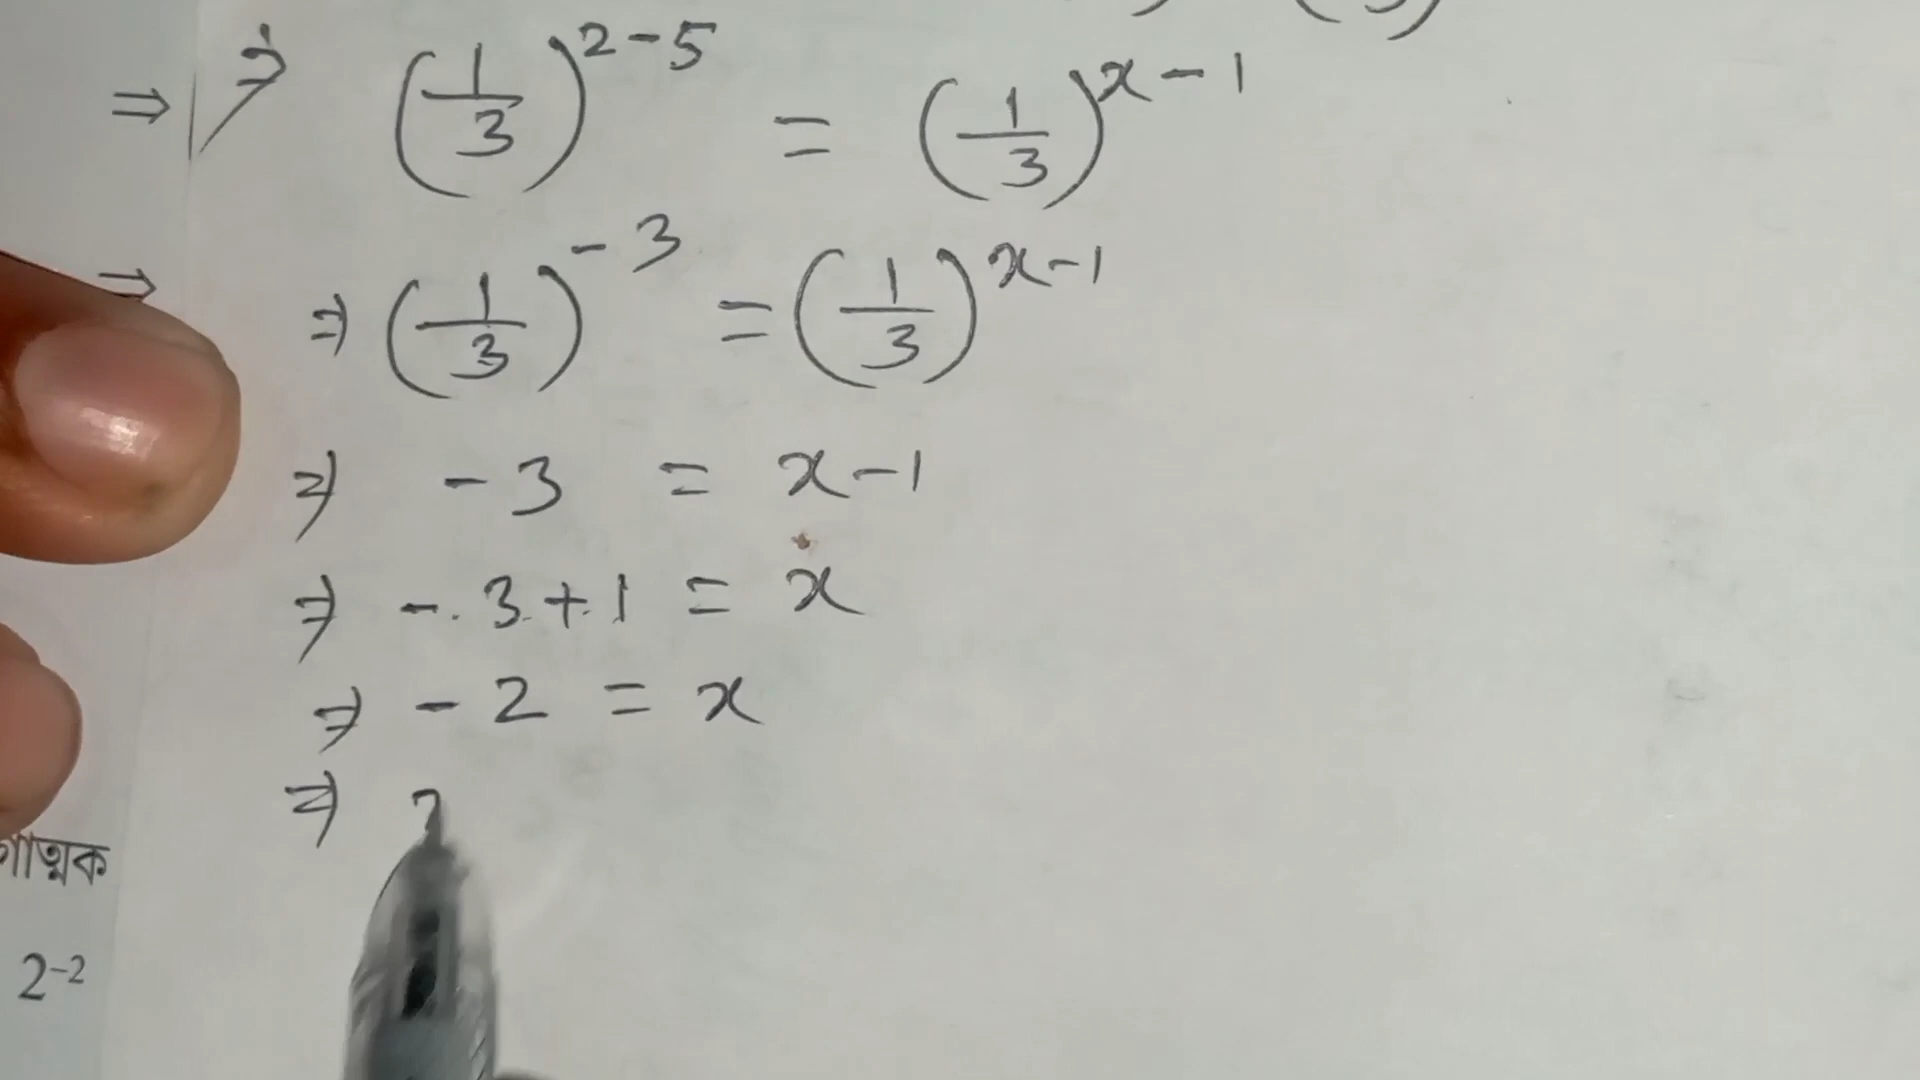 ⇒ (1/3)^{2-5} = (1/3)^{x-1}
⇒ (1/3)^{-3} = (1/3)^{x-1}
⇒ -3 = x-1
⇒ -3+1 = x
⇒ -2 = x
⇒
2^{-2}